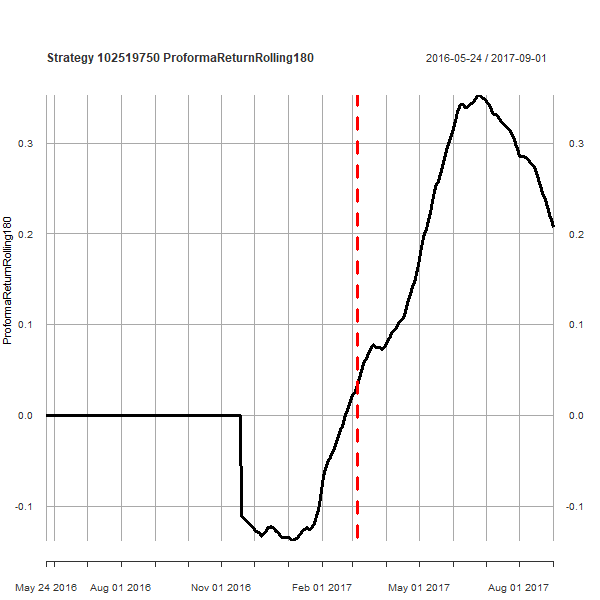 Strategy 102519750 ProformaReturnRolling180
2016-05-24 / 2017-09-01
ProformaReturnRolling180
0.3 0.3
0.2 0.2
0.1 0.1
0.0 0.0
-0.1 -0.1
May 24 2016 Aug 01 2016 Nov 01 2016 Feb 01 2017 May 01 2017 Aug 01 2017